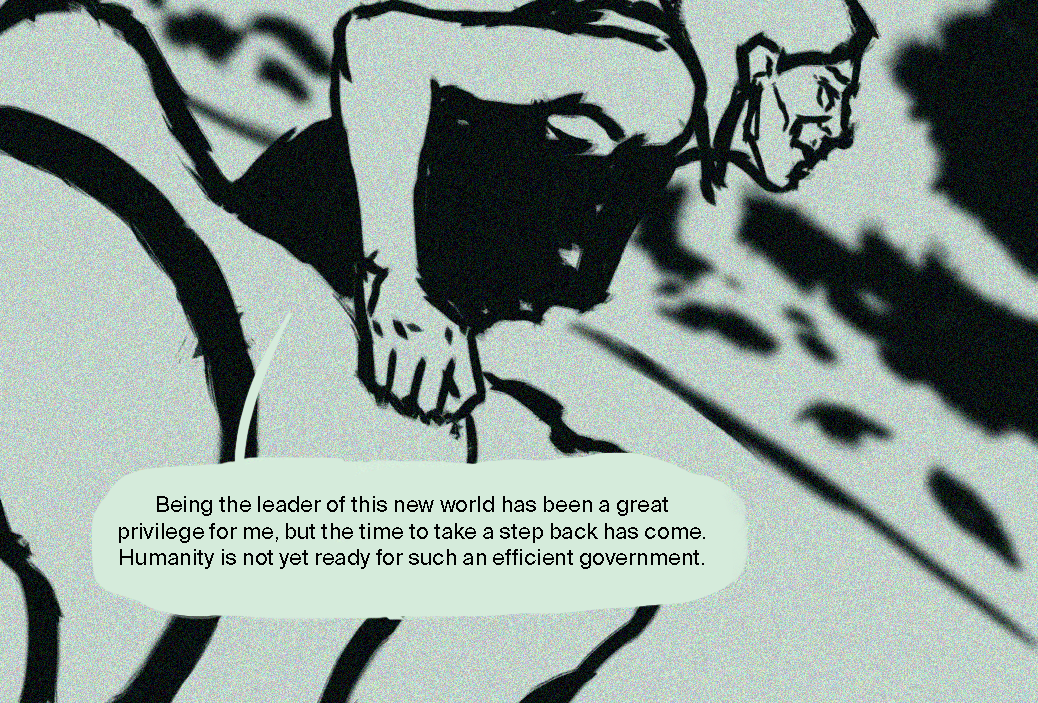 Being the leader of this new world has been a great
privilege for me, but the time to take a step back has come.
Humanity is not yet ready for such an efficient government.